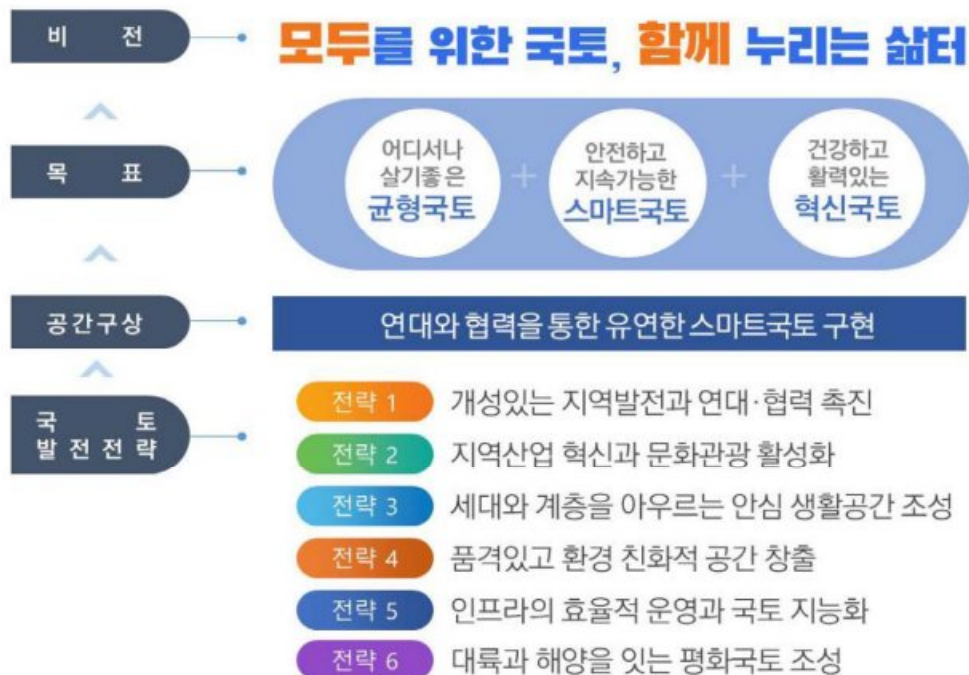 비 전
모두를 위한 국토, 함께 누리는 삶터
목 표
어디서나
살기좋은
균형국토
+
안전하고
지속가능한
스마트국토
+
건강하고
활력있는
혁신국토
공간구상
연대와 협력을 통한 유연한 스마트국토 구현
국 토
발전전략
전략 1 개성있는 지역발전과 연대·협력 촉진
전략 2 지역산업 혁신과 문화관광 활성화
전략 3 세대와 계층을 아우르는 안심 생활공간 조성
전략 4 품격있고 환경 친화적 공간 창출
전략 5 인프라의 효율적 운영과 국토 지능화
전략 6 대륙과 해양을 잇는 평화국토 조성